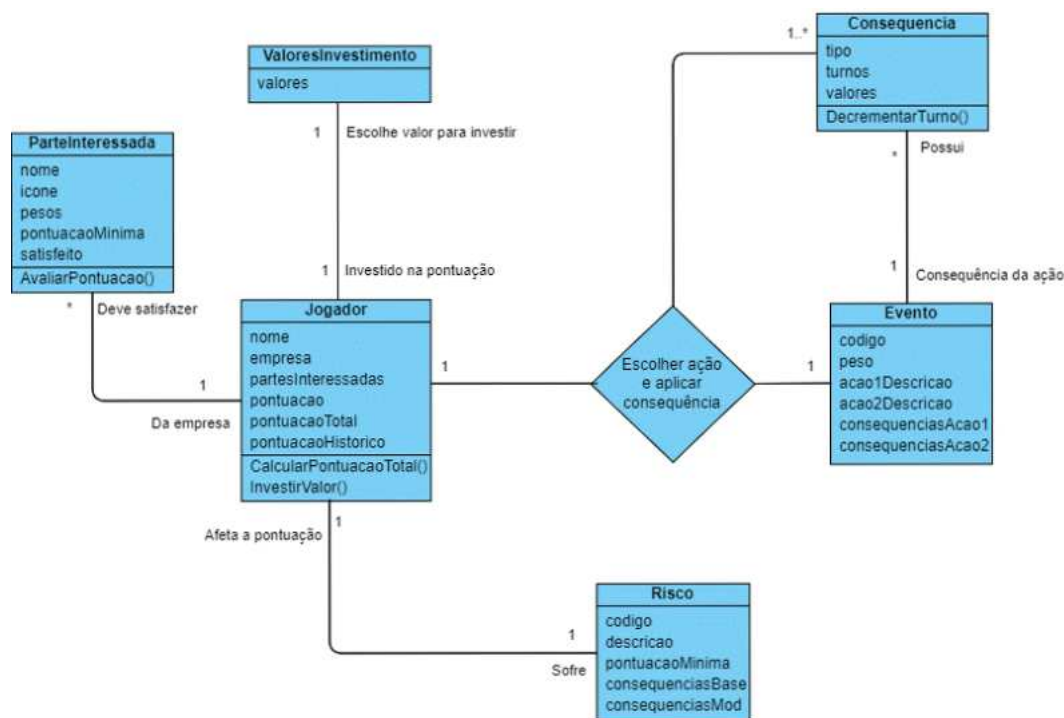 Consequencia
tipo
turnos
valores
DecrementarTurno()
1..*
ValoresInvestimento
valores
1
Escolhe valor para investir
ParteInteressada
nome
icone
pesos
pontuacaoMinima
satisfeito
AvaliarPontuacao()
*
Possui
*
Deve satisfazer
1
Investido na pontuação
1
Consequência da ação
Jogador
nome
empresa
partesInteressadas
pontuacao
pontuacaoTotal
pontuacaoHistorico
CalcularPontuacaoTotal()
InvestirValor()
1
Da empresa
1
Escolher ação
e aplicar
consequência
1
Evento
codigo
peso
acao1Descricao
acao2Descricao
consequenciasAcao1
consequenciasAcao2
Afeta a pontuação
1
Risco
codigo
descricao
pontuacaoMinima
consequenciasBase
consequenciasMod
1
Sofre